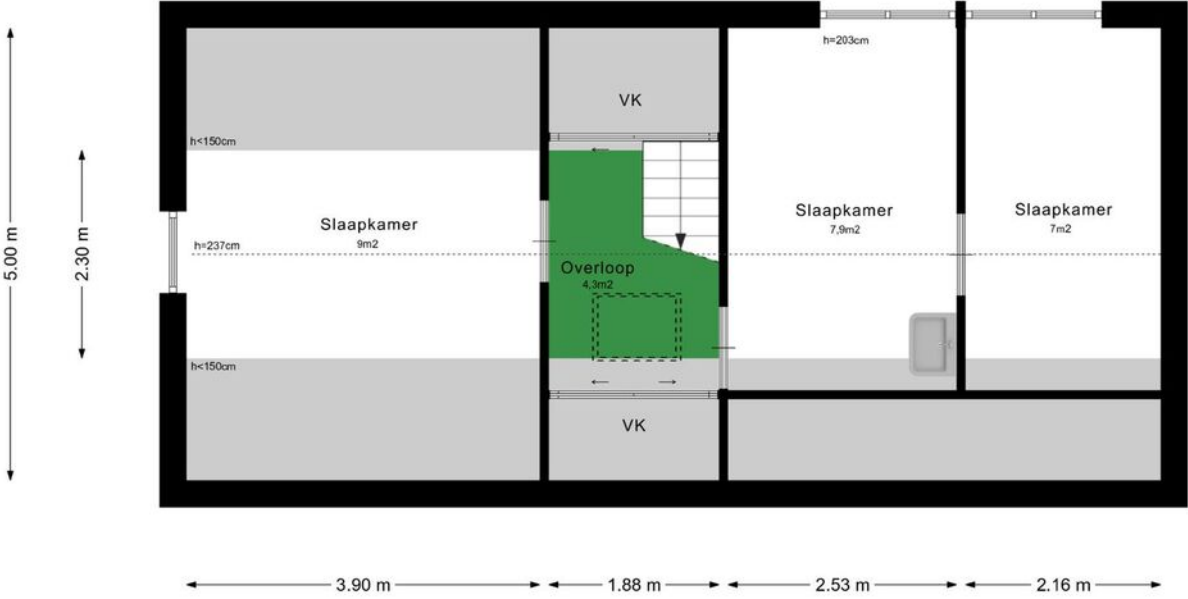 h=203cm
VK
h<150cm
Slaapkamer
9m2
Slaapkamer
7,9m2
Slaapkamer
7m2
h=237cm
Overloop
4,3m2
h<150cm
VK
5.00 m
2.30 m
3.90 m
1.88 m
2.53 m
2.16 m